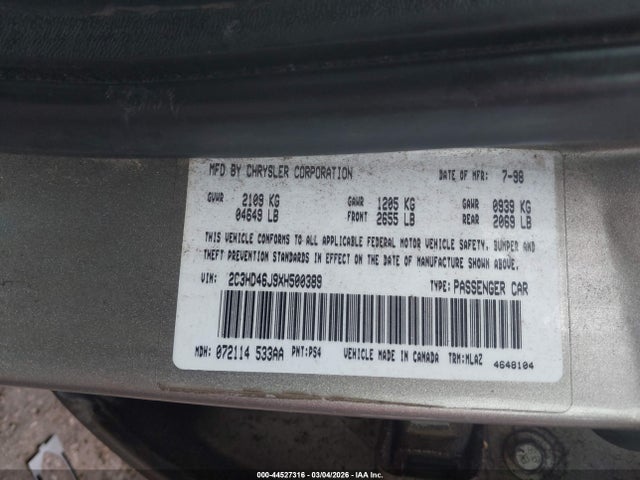 MFD BY CHRYSLER CORPORATION DATE OF MFR: 7-98
GVWR 2109 KG GAWR 1205 KG GAWR 0939 KG
04649 LB FRONT 2655 LB REAR 2069 LB
THIS VEHICLE CONFORMS TO ALL APPLICABLE FEDERAL MOTOR VEHICLE SAFETY, BUMPER AND
THEFT PREVENTION STANDARDS IN EFFECT ON THE DATE OF MANUFACTURE SHOWN ABOVE.
VIN: 2C3HD46J9XH500389 TYPE: PASSENGER CAR
MDH: 072114 533AA PNT: PS4 VEHICLE MADE IN CANADA TRM: MLAZ
4648104
000-44527316 - 03/04/2026 - IAA Inc.